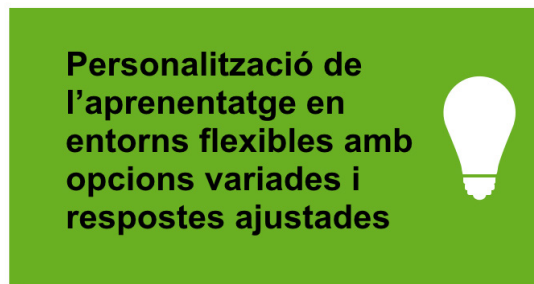 Personalització de
l’aprenentatge en
entorns flexibles amb
opcions variades i
respostes ajustades